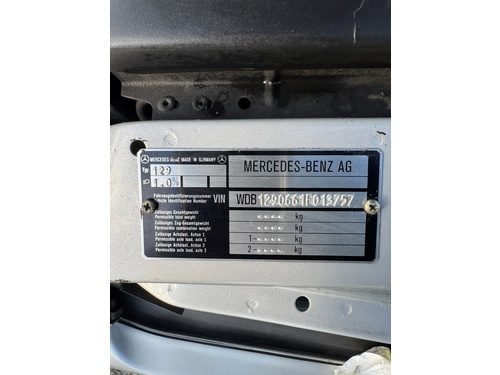 MERCEDES-BENZ MADE IN GERMANY
MERCEDES-BENZ AG
Typ 129
1.0%
Fahrzeugidentifizierungsnummer
Vehicle Identification Number VIN WDB 1290661F013757
Zulässiges Gesamtgewicht
Permissible total weight ---- kg
Zulässiges Zug-Gesamtgewicht
Permissible combination weight ---- kg
Zulässige Achslast, Achse 1
Permissible axle load, axle 1 1- ---- kg
Zulässige Achslast, Achse 2
Permissible axle load, axle 2 2- ---- kg